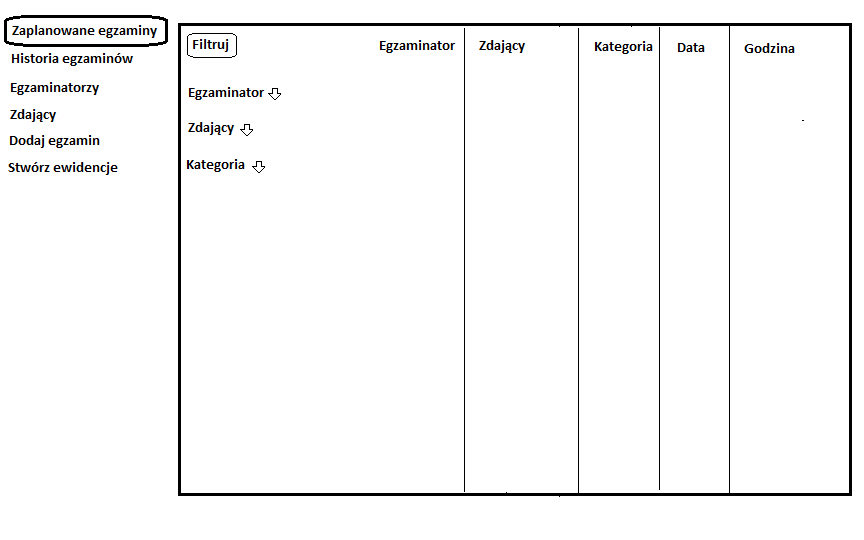 Zaplanowane egzaminy
Historia egzaminów
Egzaminatorzy
Zdający
Dodaj egzamin
Stwórz ewidencje
Filtruj
Egzaminator
Zdający
Kategoria
Egzaminator
Zdający
Kategoria
Data
Godzina